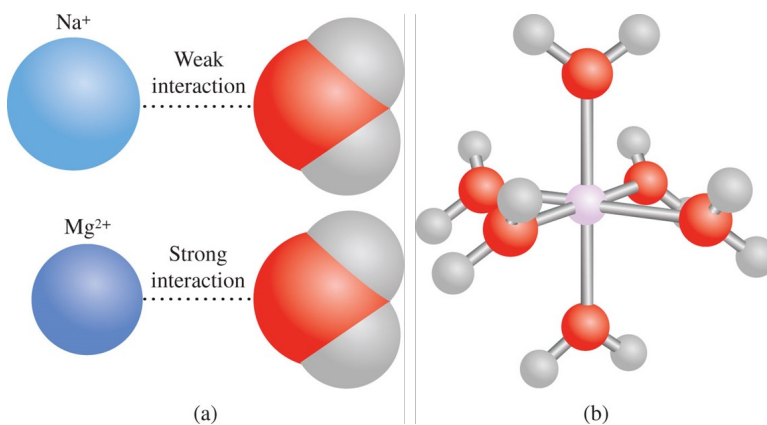 Na⁺
Weak
interaction
Mg²⁺
Strong
interaction
(a)
(b)